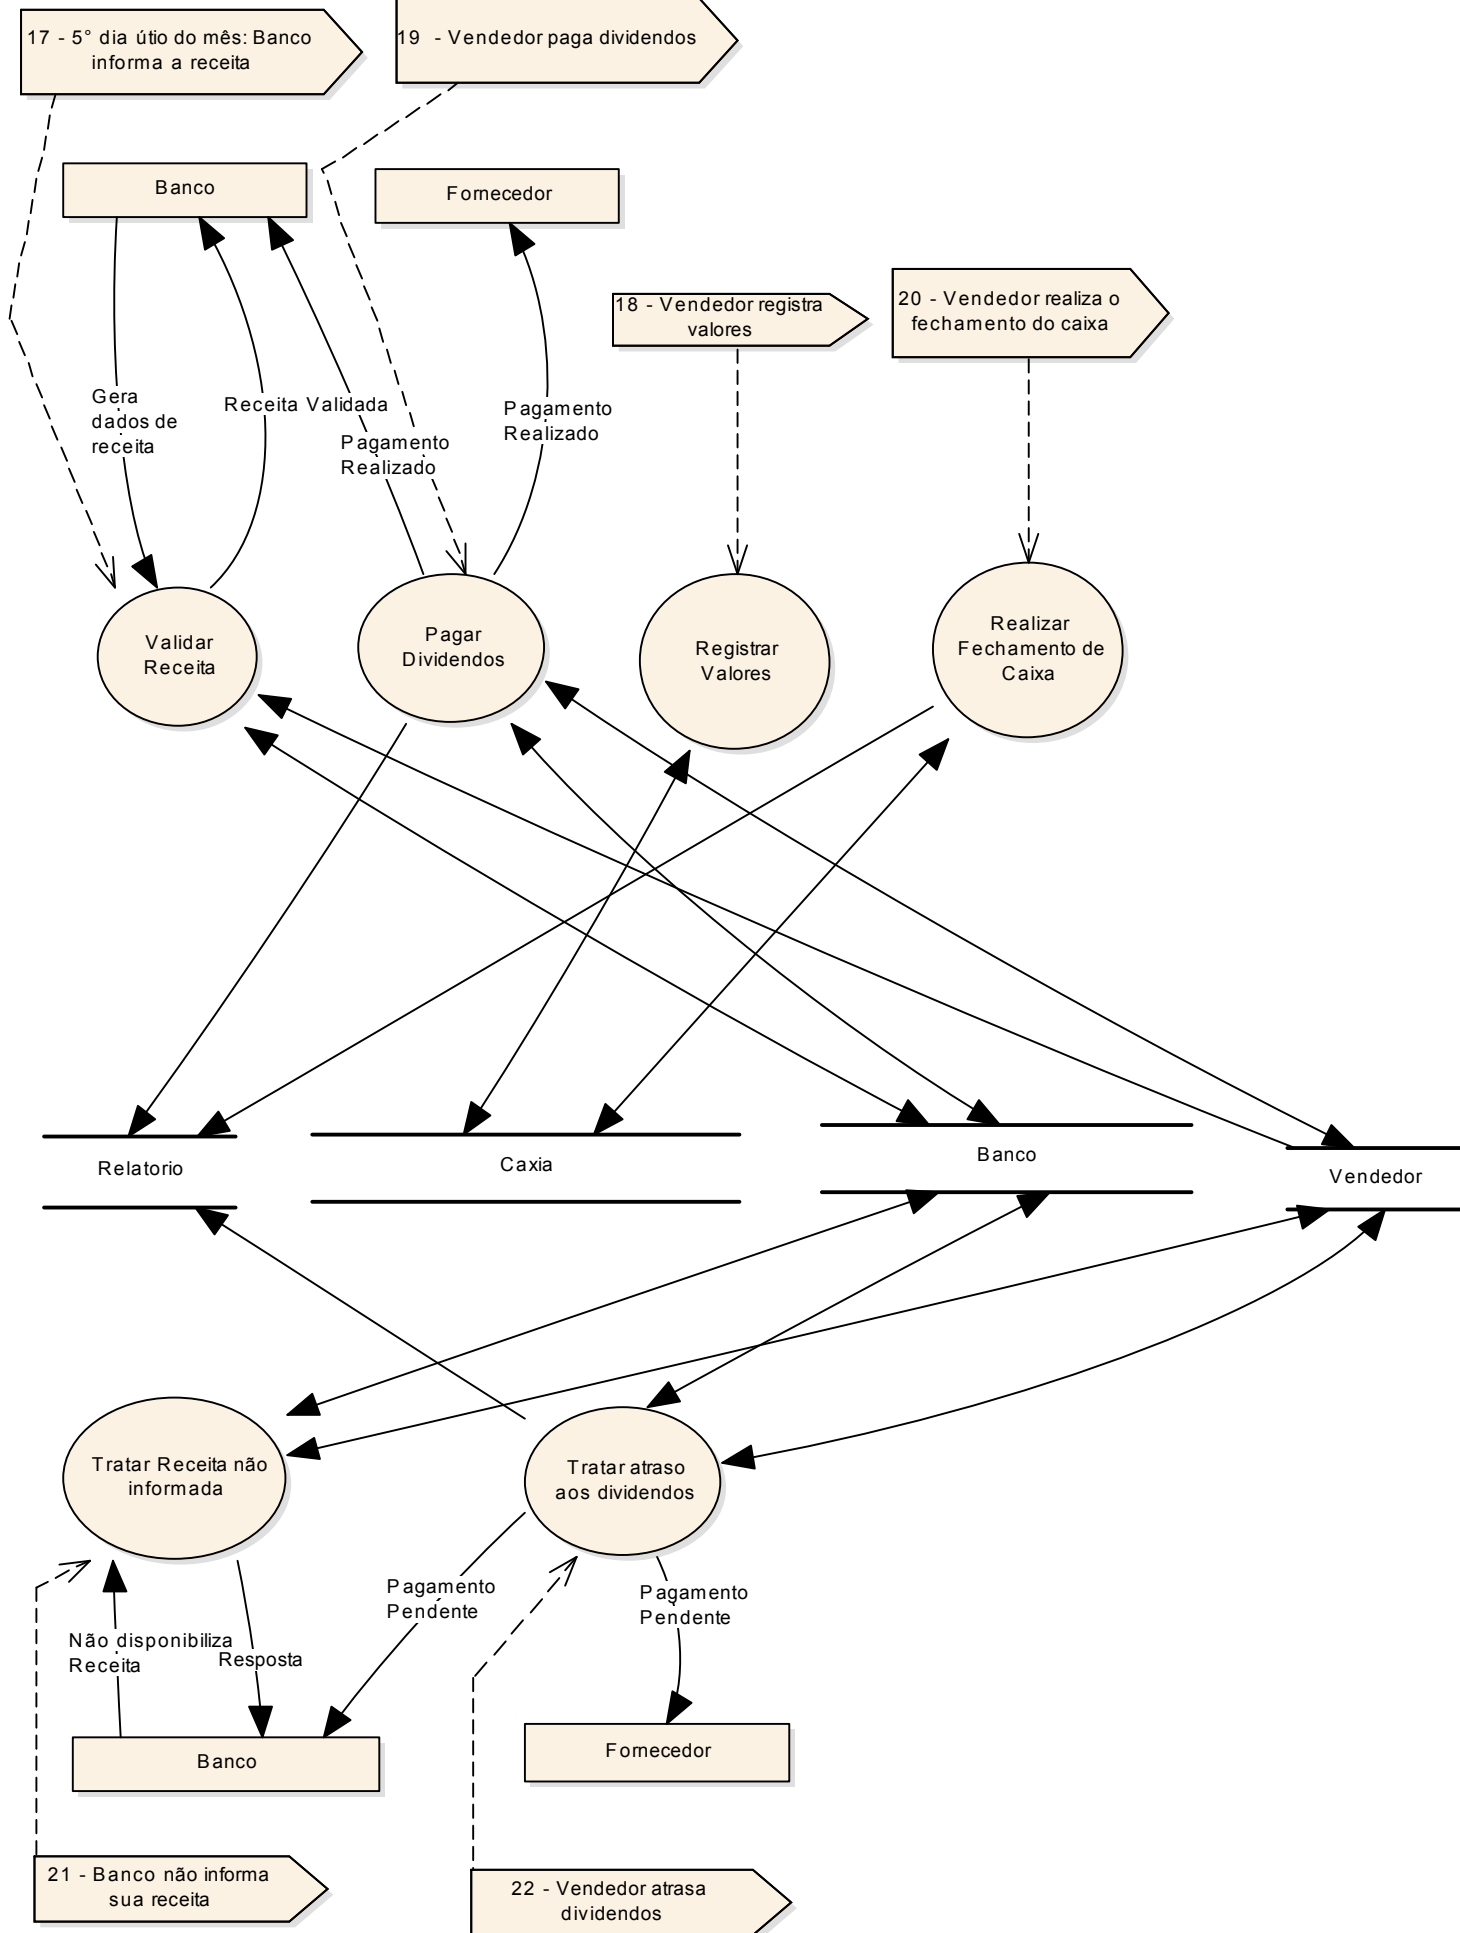 17 - 5° dia útio do mês: Banco
informa a receita
19 - Vendedor paga dividendos
Banco
Fornecedor
18 - Vendedor registra
valores
20 - Vendedor realiza o
fechamento do caixa
Gera
dados de
receita
Receita Validada
Pagamento
Realizado
Pagamento
Realizado
Validar
Receita
Pagar
Dividendos
Registrar
Valores
Realizar
Fechamento de
Caixa
Relatorio
Caxia
Banco
Vendedor
Tratar Receita não
informada
Tratar atraso
aos dividendos
Não disponibiliza
Receita
Resposta
Pagamento
Pendente
Pagamento
Pendente
Banco
Fornecedor
21 - Banco não informa
sua receita
22 - Vendedor atrasa
dividendos